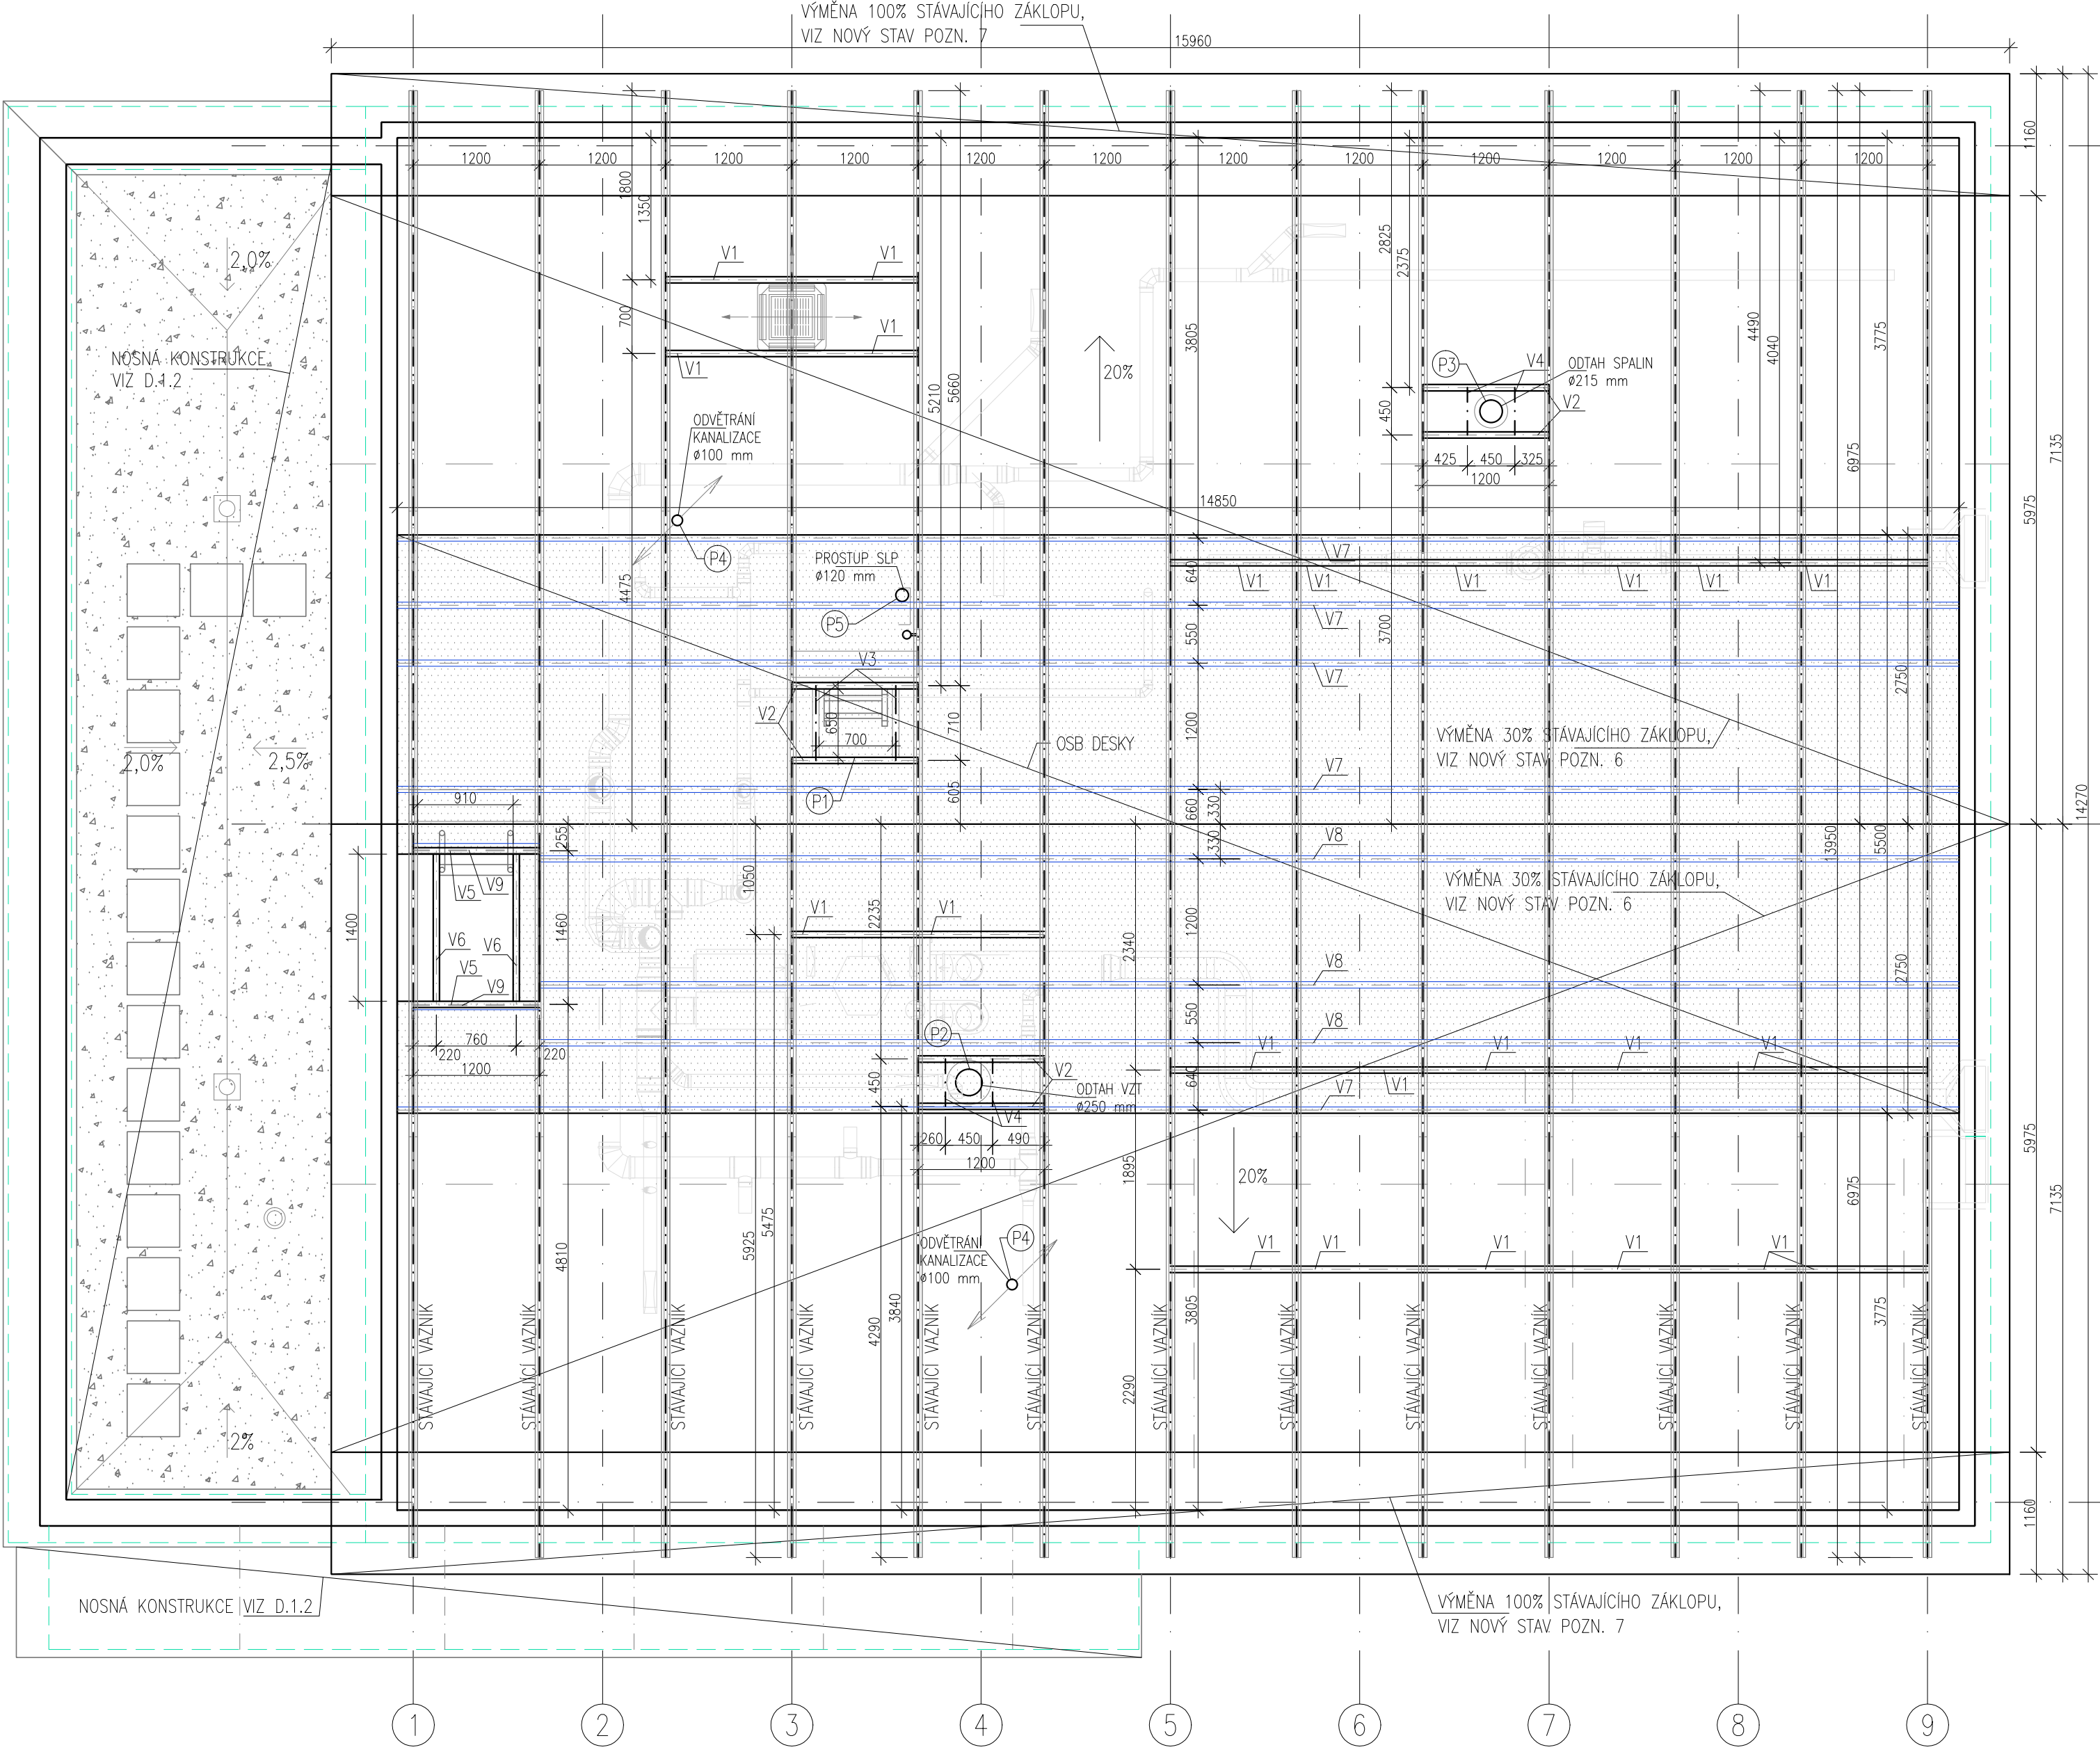 VÝMĚNA 100% STÁVAJÍCÍHO ZÁKLOPU,
VIZ NOVÝ STAV POZN. 7
15960
1160
1200
1200
1200
1200
1200
1200
1200
1200
1200
1200
1200
1200
1800
1350
2825
2375
2,0%
V1
V1
700
V1
V1
NOSNÁ KONSTRUKCE
VIZ D.1.2
3805
4490
4040
3775
20%
P3
V4
ODTAH SPALIN
ø215 mm
V2
5210
5660
450
ODVĚTRÁNÍ
KANALIZACE
ø100 mm
425
450
325
1200
6975
7135
5975
14850
P4
PROSTUP SLP
ø120 mm
V7
V1
V1
V1
V1
V1
V1
640
4475
P5
V7
550
3700
V3
V7
2750
V2
650
700
710
1200
OSB DESKY
VÝMĚNA 30% STÁVAJÍCÍHO ZÁKLOPU,
VIZ NOVÝ STAV POZN. 6
2,0%
2,5%
V7
P1
605
910
660
330
14270
255
330
V8
13950
5500
V5
V9
1050
VÝMĚNA 30% STÁVAJÍCÍHO ZÁKLOPU,
VIZ NOVÝ STAV POZN. 6
1400
1460
V1
V1
2235
2340
1200
V6
V6
V5
V9
V8
2750
550
V8
760
220
220
1200
P2
V1
V1
V1
V1
V2
450
ODTAH VZT
ø250 mm
V1
640
V7
V4
260
450
490
1200
1895
5975
20%
6975
7135
5925
5475
4810
ODVĚTRÁNÍ
KANALIZACE
ø100 mm
P4
V1
V1
V1
V1
V1
4290
3840
3805
3775
2290
STÁVAJÍCÍ VAZNÍK
STÁVAJÍCÍ VAZNÍK
STÁVAJÍCÍ VAZNÍK
STÁVAJÍCÍ VAZNÍK
STÁVAJÍCÍ VAZNÍK
STÁVAJÍCÍ VAZNÍK
STÁVAJÍCÍ VAZNÍK
STÁVAJÍCÍ VAZNÍK
STÁVAJÍCÍ VAZNÍK
STÁVAJÍCÍ VAZNÍK
STÁVAJÍCÍ VAZNÍK
STÁVAJÍCÍ VAZNÍK
STÁVAJÍCÍ VAZNÍK
2%
1160
NOSNÁ KONSTRUKCE VIZ D.1.2
VÝMĚNA 100% STÁVAJÍCÍHO ZÁKLOPU,
VIZ NOVÝ STAV POZN. 7
1
2
3
4
5
6
7
8
9